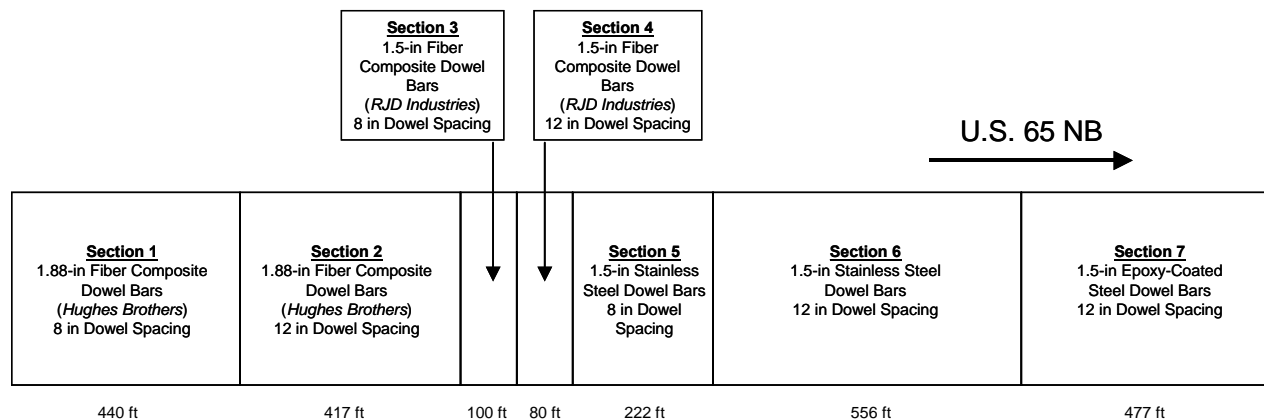 Section 3
1.5-in Fiber
Composite Dowel
Bars
(RJD Industries)
8 in Dowel Spacing
Section 4
1.5-in Fiber
Composite Dowel
Bars
(RJD Industries)
12 in Dowel Spacing
U.S. 65 NB
Section 1
1.88-in Fiber Composite
Dowel Bars
(Hughes Brothers)
8 in Dowel Spacing
Section 2
1.88-in Fiber Composite
Dowel Bars
(Hughes Brothers)
12 in Dowel Spacing
Section 5
1.5-in Stainless
Steel Dowel Bars
8 in Dowel
Spacing
Section 6
1.5-in Stainless Steel
Dowel Bars
12 in Dowel Spacing
Section 7
1.5-in Epoxy-Coated
Steel Dowel Bars
12 in Dowel Spacing
440 ft
417 ft
100 ft
80 ft
222 ft
556 ft
477 ft